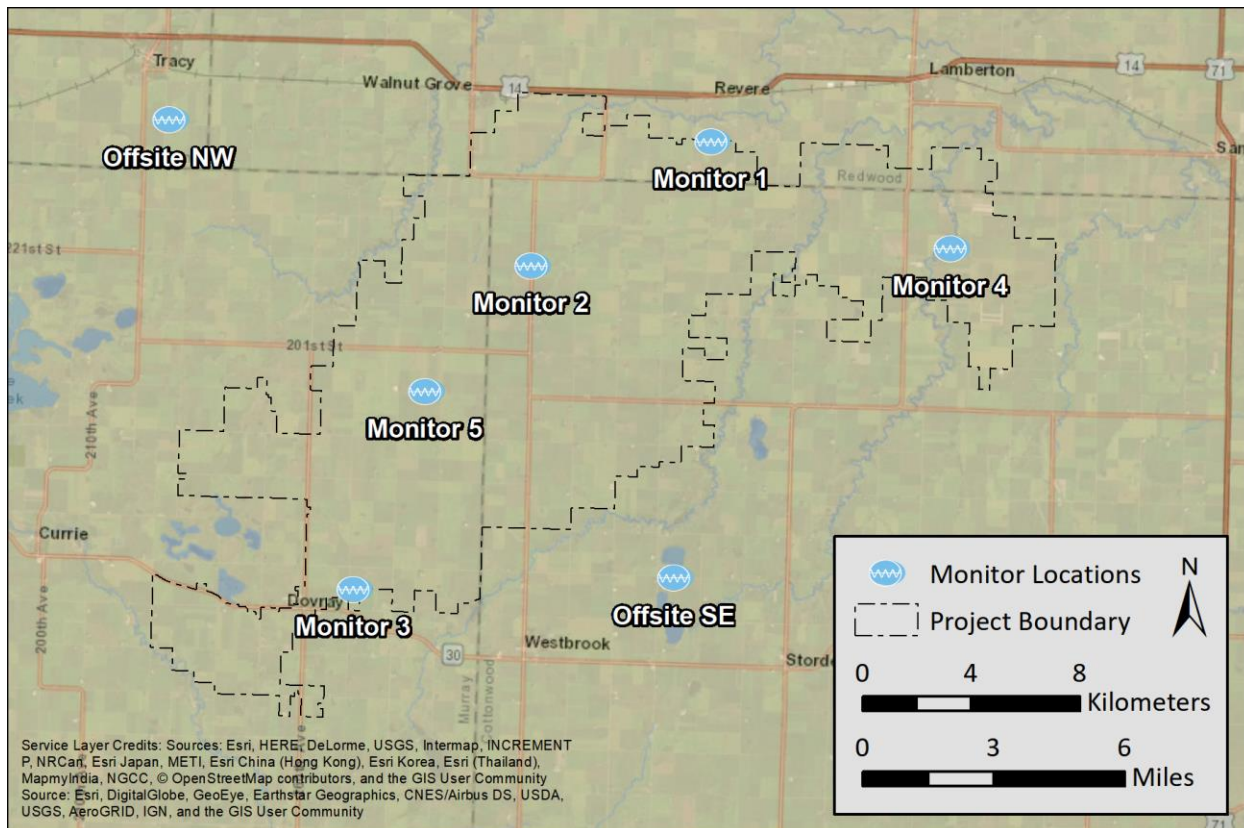 Tracy
Walnut Grove
14
Revere
Lamberton
14
71
Offsite NW
Monitor 1
San
Redwood
221st St
Monitor 2
Monitor 4
201st St
210th Ave
Monitor 5
Currie
Dovray
Monitor 3
Offsite SE
200th Ave
30
Westbrook
Storde
Murray
Cottonwood
Monitor Locations
Project Boundary
N
0 4 8
Kilometers
0 3 6
Miles
Service Layer Credits: Sources: Esri, HERE, DeLorme, USGS, Intermap, INCREMENT
P, NRCan, Esri Japan, METI, Esri China (Hong Kong), Esri Korea, Esri (Thailand),
MapmyIndia, NGCC, © OpenStreetMap contributors, and the GIS User Community
Source: Esri, DigitalGlobe, GeoEye, Earthstar Geographics, CNES/Airbus DS, USDA,
USGS, AeroGRID, IGN, and the GIS User Community
71